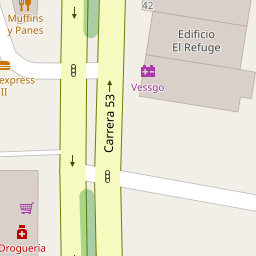 42
Muffins
y Panes
Edificio
El Refuge
express
II
Vessgo
Carrera 53
Droguería